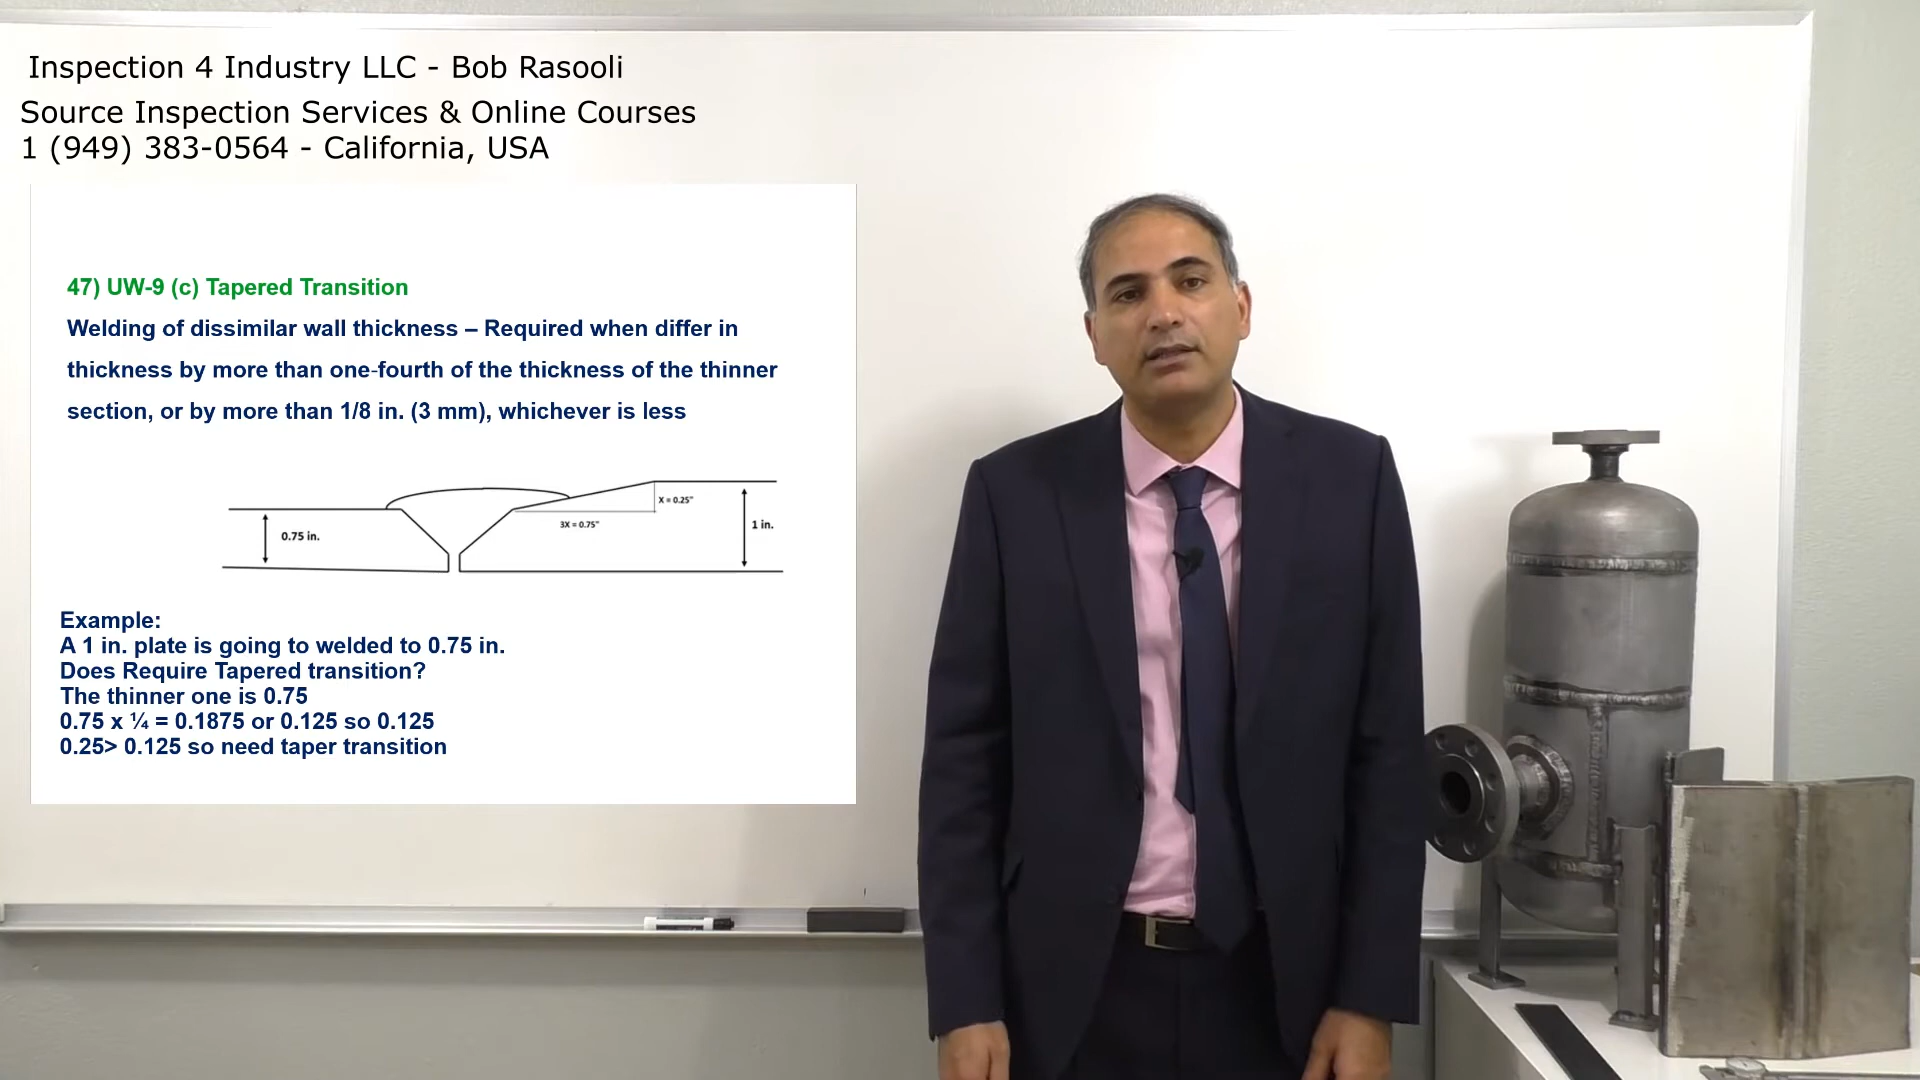 Inspection 4 Industry LLC - Bob Rasooli
Source Inspection Services & Online Courses
1 (949) 383-0564 - California, USA
47) UW-9 (c) Tapered Transition
Welding of dissimilar wall thickness – Required when differ in
thickness by more than one-fourth of the thickness of the thinner
section, or by more than 1/8 in. (3 mm), whichever is less
X = 0.25"
3X = 0.75"
1 in.
0.75 in.
Example:
A 1 in. plate is going to welded to 0.75 in.
Does Require Tapered transition?
The thinner one is 0.75
0.75 x ¼ = 0.1875 or 0.125 so 0.125
0.25> 0.125 so need taper transition